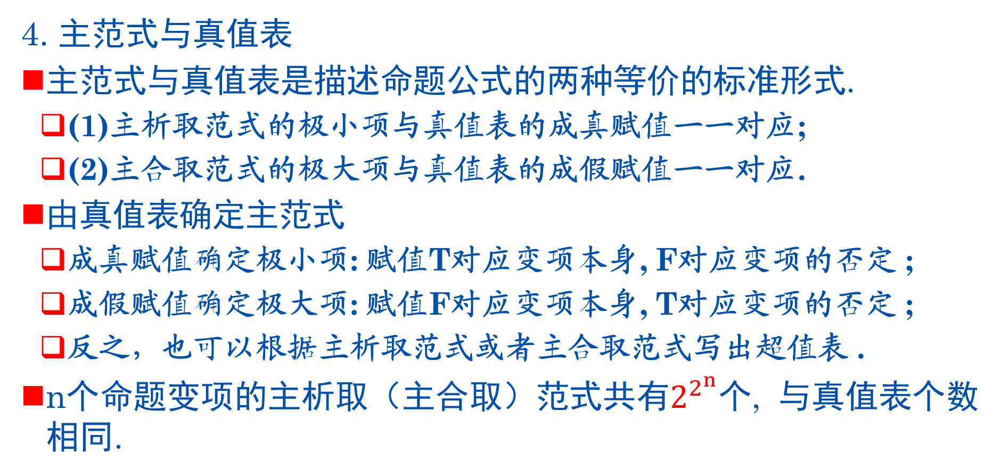 4. 主范式与真值表
■主范式与真值表是描述命题公式的两种等价的标准形式.
❑(1)主析取范式的极小项与真值表的成真赋值一一对应;
❑(2)主合取范式的极大项与真值表的成假赋值一一对应.
■由真值表确定主范式
❑成真赋值确定极小项: 赋值T对应变项本身, F对应变项的否定;
❑成假赋值确定极大项: 赋值F对应变项本身, T对应变项的否定;
❑反之，也可以根据主析取范式或者主合取范式写出超值表.
■n个命题变项的主析取（主合取）范式共有2^{2^n}个, 与真值表个数
相同.